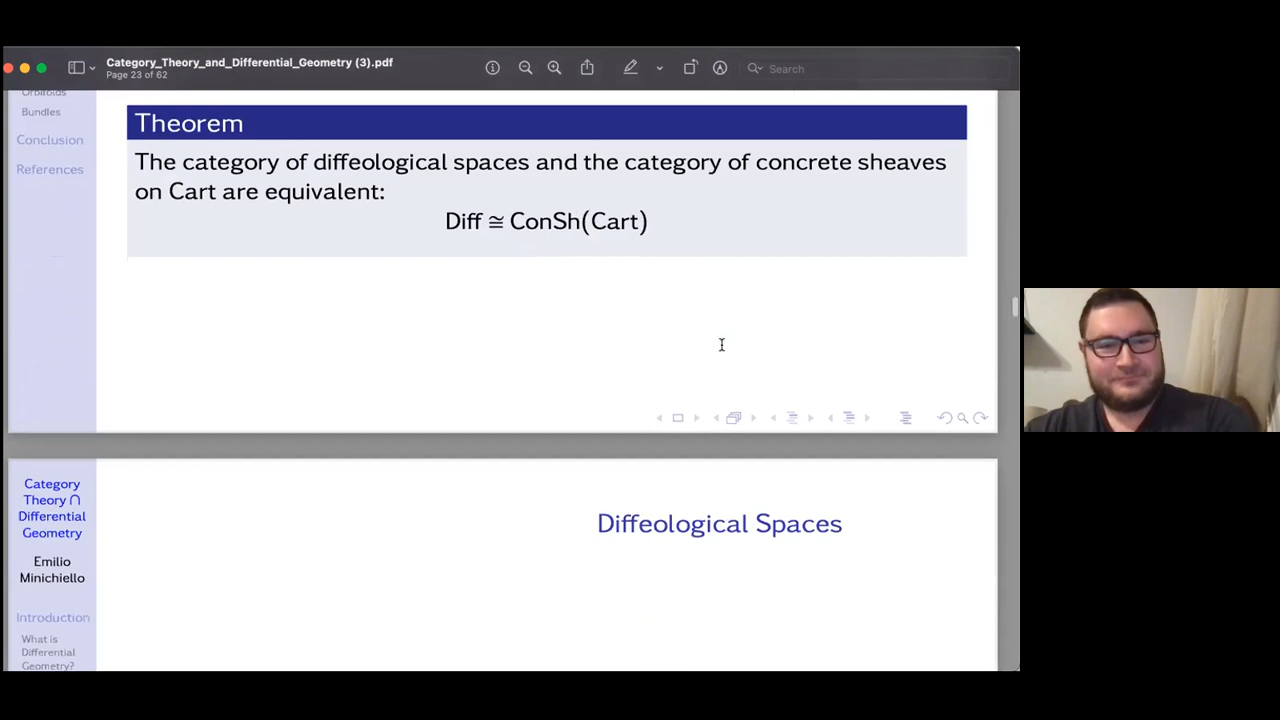 Category_Theory_and_Differential_Geometry (3).pdf
Page 23 of 62
Search
Orbifolds
Bundles
Conclusion
References
Theorem
The category of diffeological spaces and the category of concrete sheaves
on Cart are equivalent:
Diff ≅ ConSh(Cart)
Category
Theory ∩
Differential
Geometry
Emilio
Minichiello
Introduction
What is
Differential
Geometry?
Diffeological Spaces